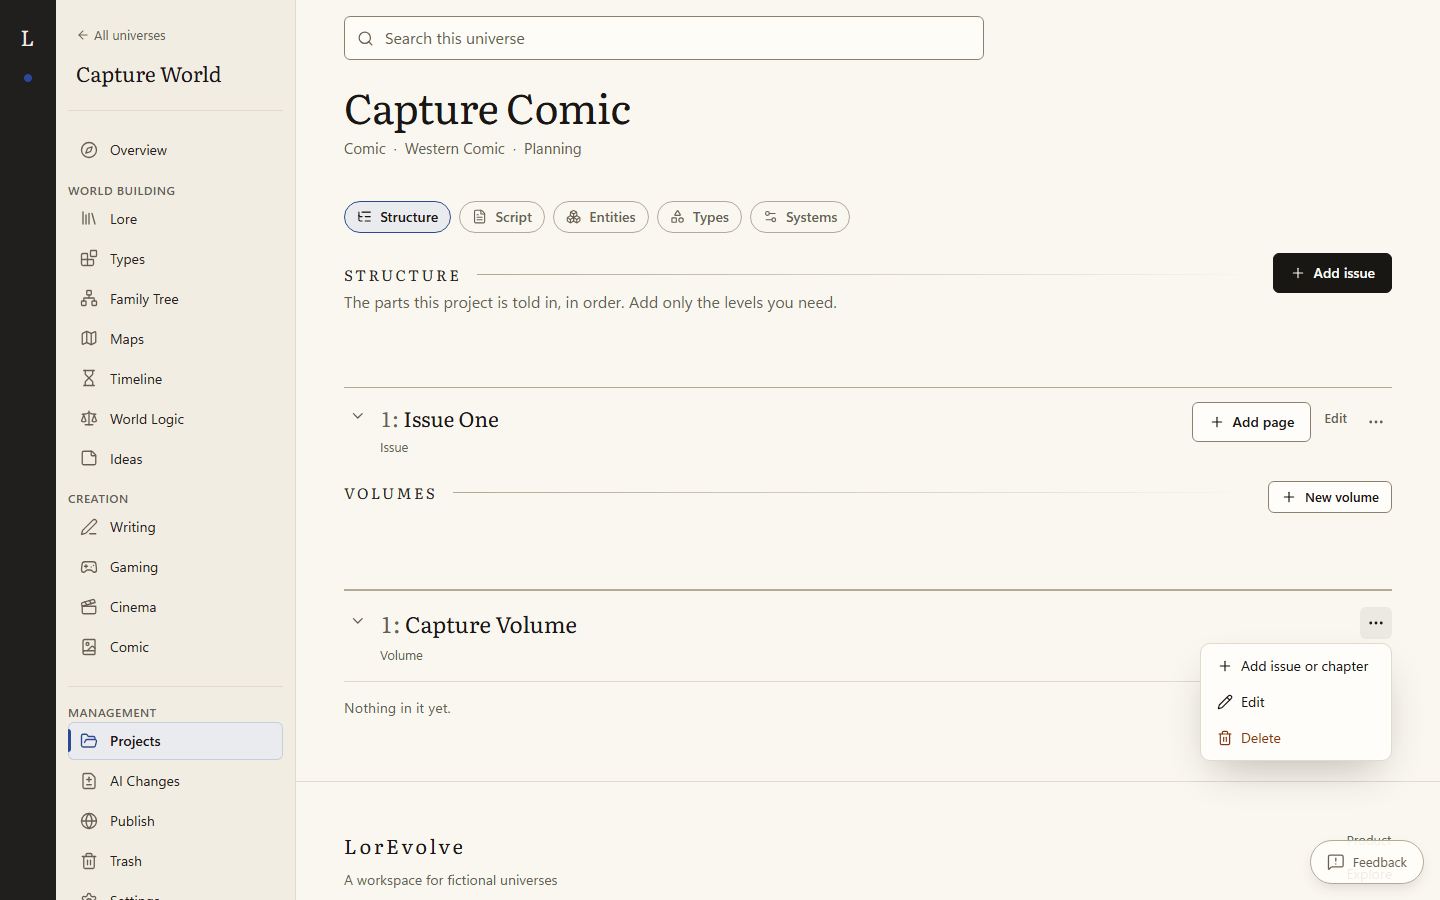 L
All universes
Capture World
Overview
WORLD BUILDING
Lore
Types
Family Tree
Maps
Timeline
World Logic
Ideas
CREATION
Writing
Gaming
Cinema
Comic
MANAGEMENT
Projects
AI Changes
Publish
Trash
Settings
Search this universe
Capture Comic
Comic · Western Comic · Planning
Structure
Script
Entities
Types
Systems
STRUCTURE
Add issue
The parts this project is told in, in order. Add only the levels you need.
1: Issue One
Issue
Add page
Edit
VOLUMES
New volume
1: Capture Volume
Volume
Nothing in it yet.
Add issue or chapter
Edit
Delete
LorEvolve
A workspace for fictional universes
Product
Feedback
Explore